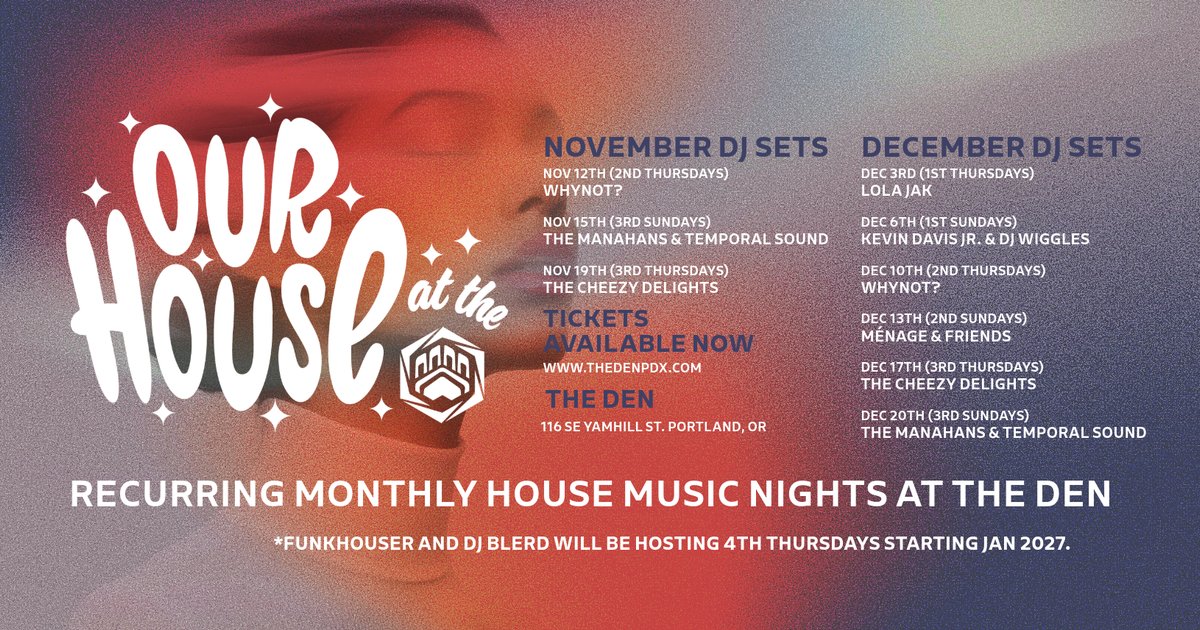 OUR
HOUSE
at the
NOVEMBER DJ SETS
NOV 12TH (2ND THURSDAYS)
WHYNOT?
NOV 15TH (3RD SUNDAYS)
THE MANAHANS & TEMPORAL SOUND
NOV 19TH (3RD THURSDAYS)
THE CHEEZY DELIGHTS
TICKETS
AVAILABLE NOW
WWW.THEDENPDX.COM
THE DEN
116 SE YAMHILL ST. PORTLAND, OR
DECEMBER DJ SETS
DEC 3RD (1ST THURSDAYS)
LOLA JAK
DEC 6TH (1ST SUNDAYS)
KEVIN DAVIS JR. & DJ WIGGLES
DEC 10TH (2ND THURSDAYS)
WHYNOT?
DEC 13TH (2ND SUNDAYS)
MÉNAGE & FRIENDS
DEC 17TH (3RD THURSDAYS)
THE CHEEZY DELIGHTS
DEC 20TH (3RD SUNDAYS)
THE MANAHANS & TEMPORAL SOUND
RECURRING MONTHLY HOUSE MUSIC NIGHTS AT THE DEN
*FUNKHOUSER AND DJ BLERD WILL BE HOSTING 4TH THURSDAYS STARTING JAN 2027.